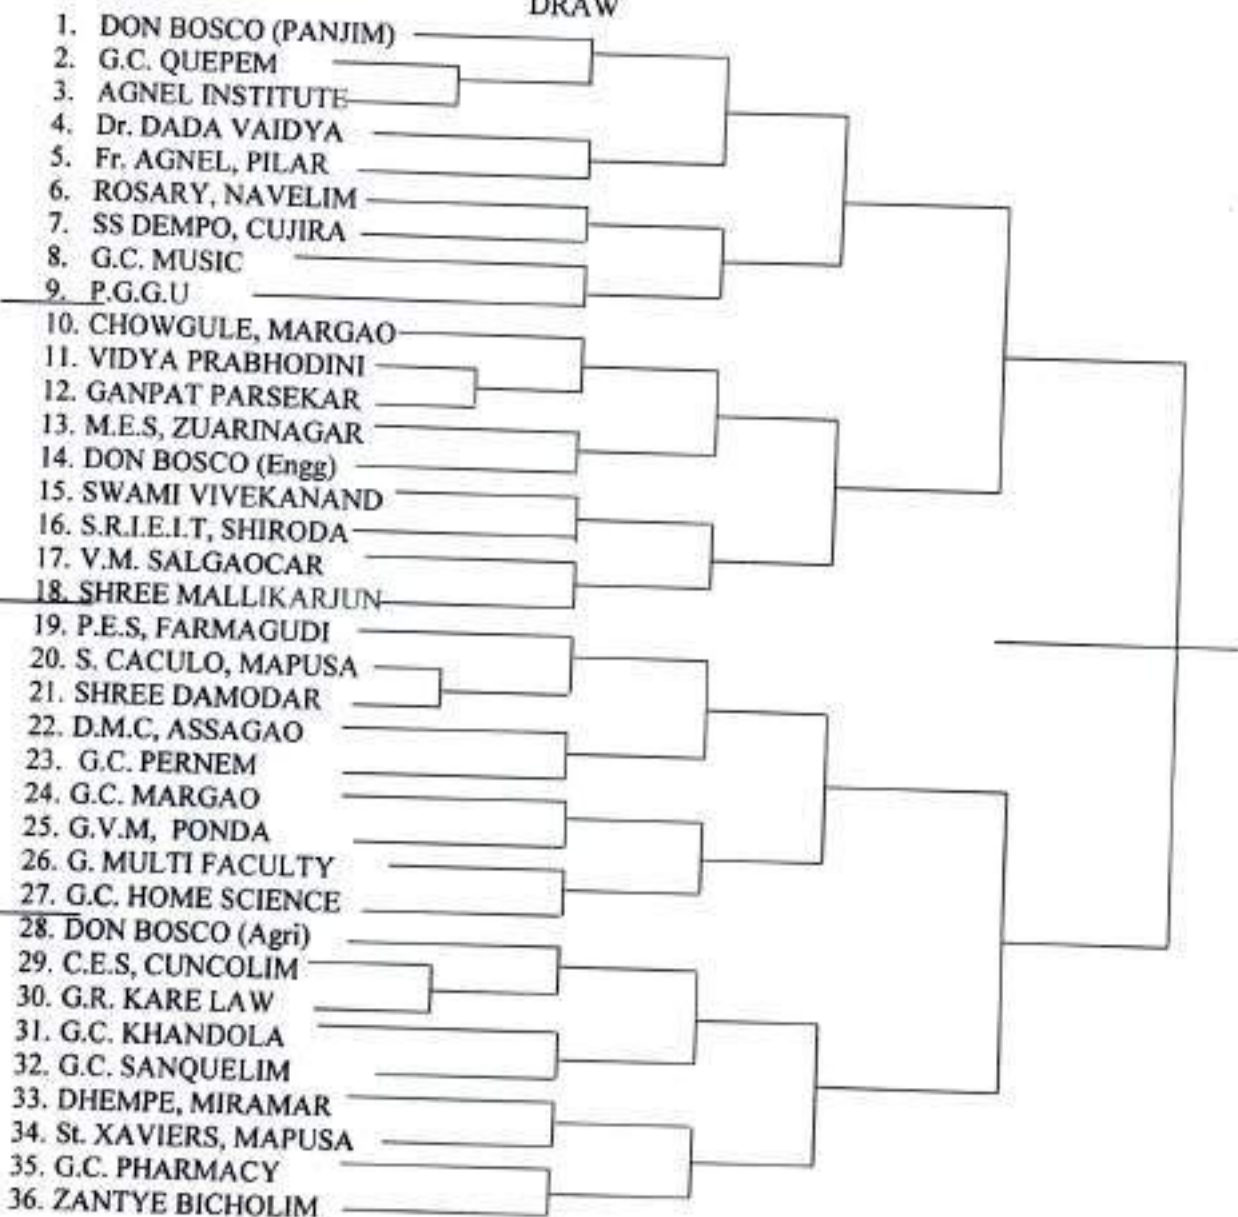 DRAW
1. DON BOSCO (PANJIM)
2. G.C. QUEPEM
3. AGNEL INSTITUTE
4. Dr. DADA VAIDYA
5. Fr. AGNEL, PILAR
6. ROSARY, NAVELIM
7. SS DEMPO, CUJIRA
8. G.C. MUSIC
9. P.G.G.U
10. CHOWGULE, MARGAO
11. VIDYA PRABHODINI
12. GANPAT PARSEKAR
13. M.E.S, ZUARINAGAR
14. DON BOSCO (Engg)
15. SWAMI VIVEKANAND
16. S.R.I.E.I.T, SHIRODA
17. V.M. SALGAOCAR
18. SHREE MALLIKARJUN
19. P.E.S, FARMAGUDI
20. S. CACULO, MAPUSA
21. SHREE DAMODAR
22. D.M.C, ASSAGAO
23. G.C. PERNEM
24. G.C. MARGAO
25. G.V.M, PONDA
26. G. MULTI FACULTY
27. G.C. HOME SCIENCE
28. DON BOSCO (Agri)
29. C.E.S, CUNCOLIM
30. G.R. KARE LAW
31. G.C. KHANDOLA
32. G.C. SANQUELIM
33. DHEMPE, MIRAMAR
34. St. XAVIERS, MAPUSA
35. G.C. PHARMACY
36. ZANTYE BICHOLIM